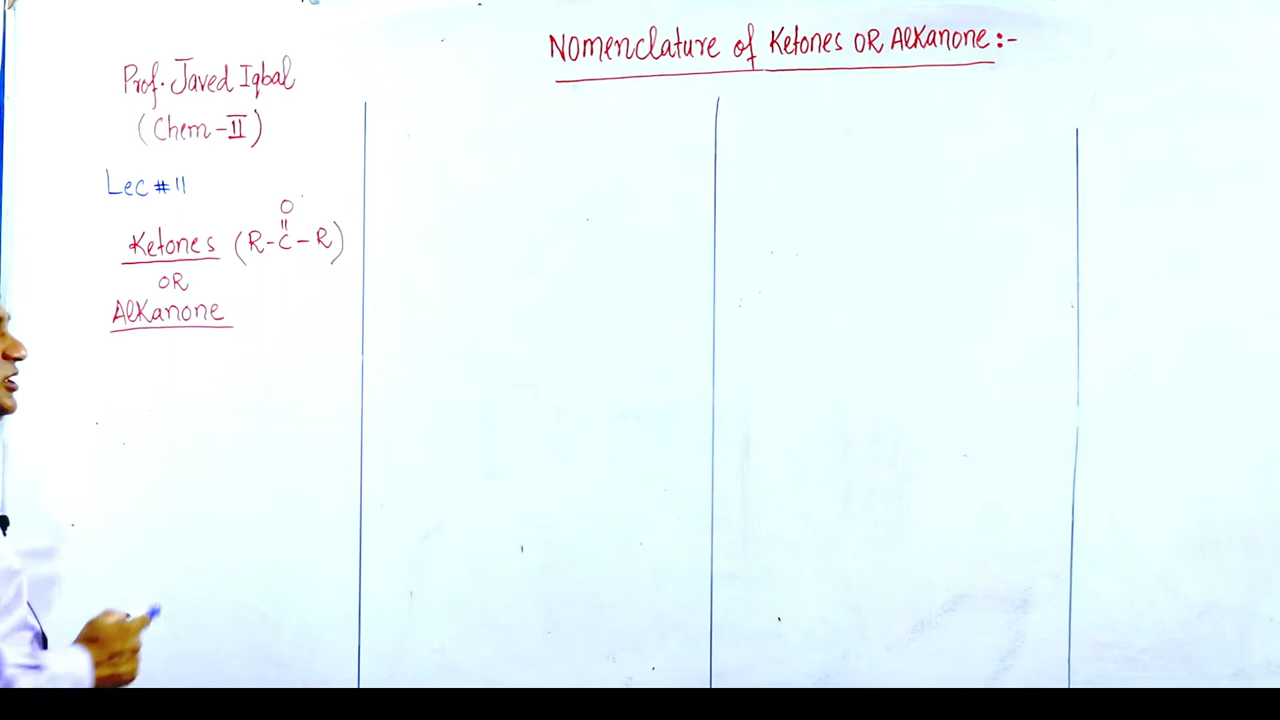 Nomenclature of Ketones OR Alkanone:-
Prof. Javed Iqbal
(Chem-II)
Lec # 11
O
||
Ketones (R-C-R)
OR
Alkanone